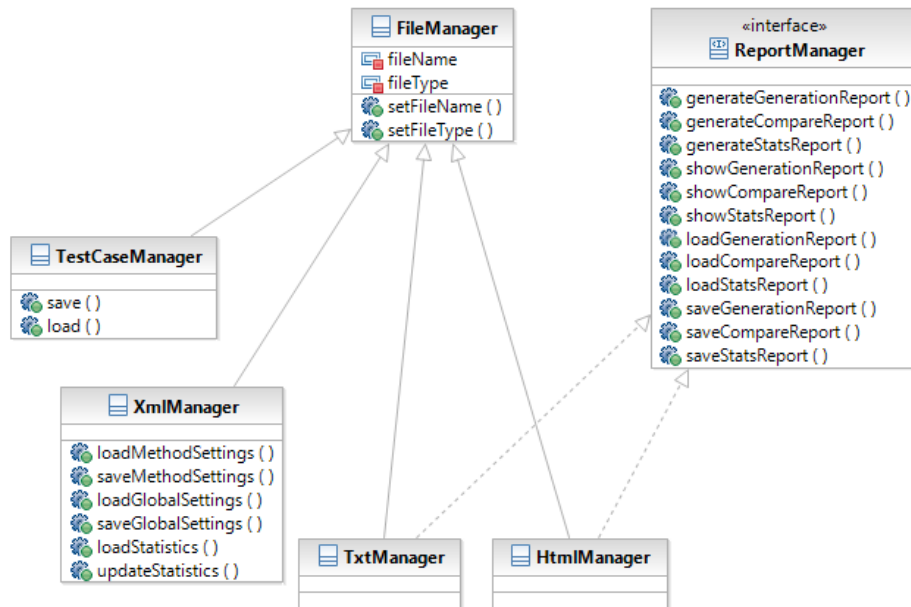 FileManager
fileName
fileType
setFileName ( )
setFileType ( )
«interface»
ReportManager
generateGenerationReport ( )
generateCompareReport ( )
generateStatsReport ( )
showGenerationReport ( )
showCompareReport ( )
showStatsReport ( )
loadGenerationReport ( )
loadCompareReport ( )
loadStatsReport ( )
saveGenerationReport ( )
saveCompareReport ( )
saveStatsReport ( )
TestCaseManager
save ( )
load ( )
XmlManager
loadMethodSettings ( )
saveMethodSettings ( )
loadGlobalSettings ( )
saveGlobalSettings ( )
loadStatistics ( )
updateStatistics ( )
TxtManager
HtmlManager